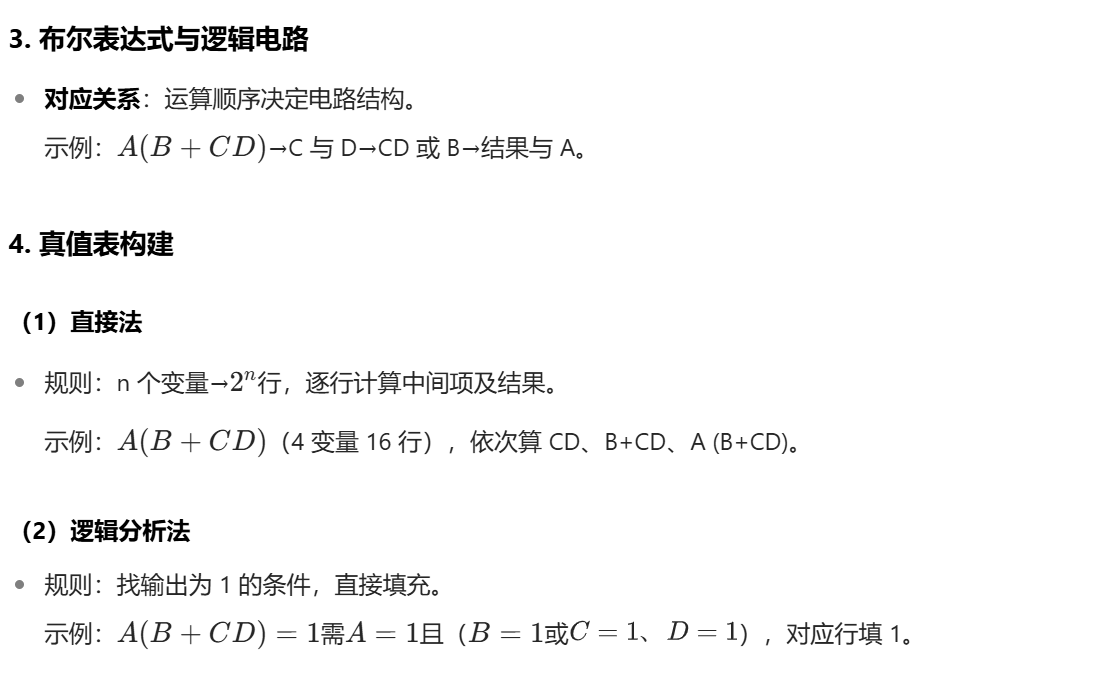 3. 布尔表达式与逻辑电路
• 对应关系：运算顺序决定电路结构。
示例：A(B + CD)→C 与 D→CD 或 B→结果与 A。
4. 真值表构建
（1）直接法
• 规则：n 个变量→2ⁿ行，逐行计算中间项及结果。
示例：A(B + CD)（4 变量 16 行），依次算 CD、B+CD、A (B+CD)。
（2）逻辑分析法
• 规则：找输出为 1 的条件，直接填充。
示例：A(B + CD) = 1需A = 1且（B = 1或C = 1、D = 1），对应行填 1。